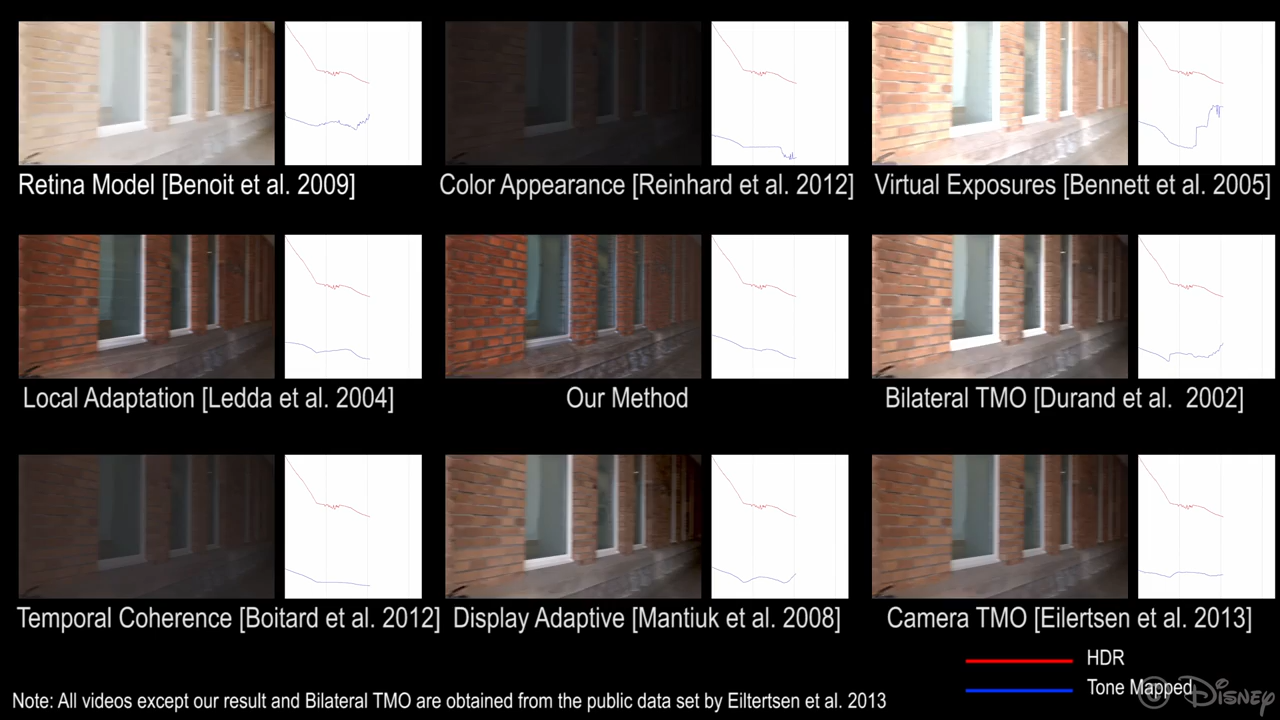 Retina Model [Benoit et al. 2009]
Color Appearance [Reinhard et al. 2012]
Virtual Exposures [Bennett et al. 2005]
Local Adaptation [Ledda et al. 2004]
Our Method
Bilateral TMO [Durand et al. 2002]
Temporal Coherence [Boitard et al. 2012]
Display Adaptive [Mantiuk et al. 2008]
Camera TMO [Eilertsen et al. 2013]
HDR
Tone Mapped
Note: All videos except our result and Bilateral TMO are obtained from the public data set by Eiltertsen et al. 2013
© Disney